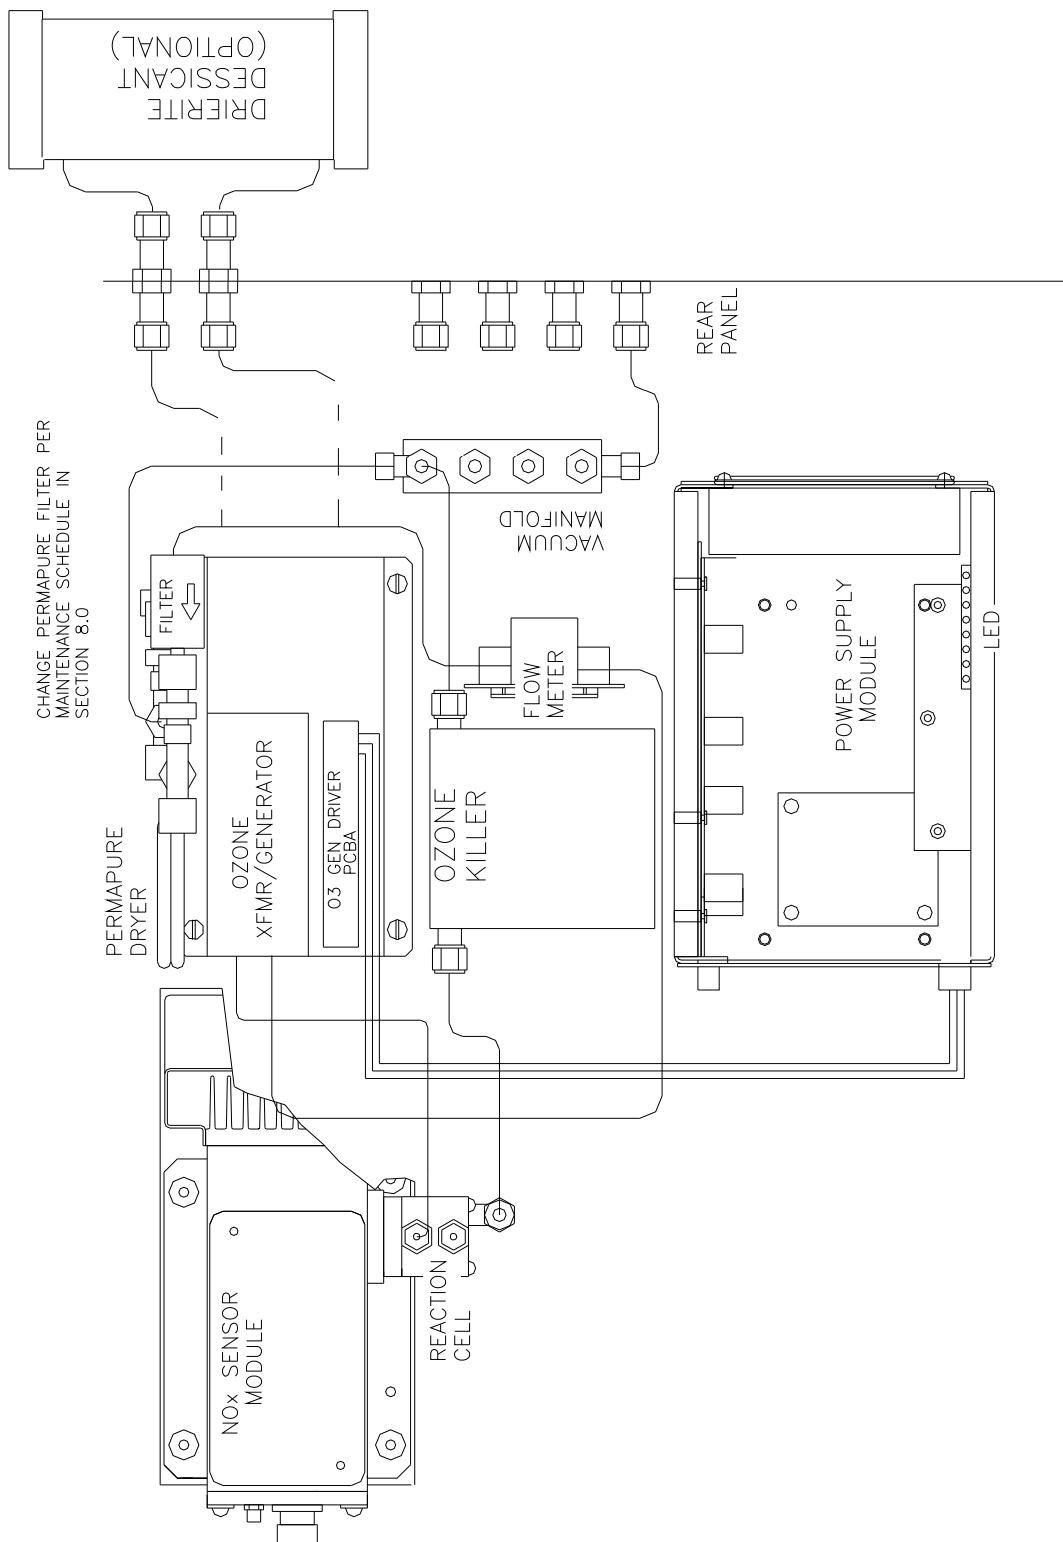 DRIERITE
DESSICANT
(OPTIONAL)
REAR
PANEL
CHANGE PERMAPURE FILTER PER
MAINTENANCE SCHEDULE IN
SECTION 8.0
VACUUM
MANIFOLD
FILTER
FLOW
METER
POWER SUPPLY
MODULE
LED
PERMAPURE
DRYER
OZONE
XFMR/GENERATOR
O3 GEN DRIVER
PCBA
OZONE
KILLER
NOx SENSOR
MODULE
REACTION
CELL